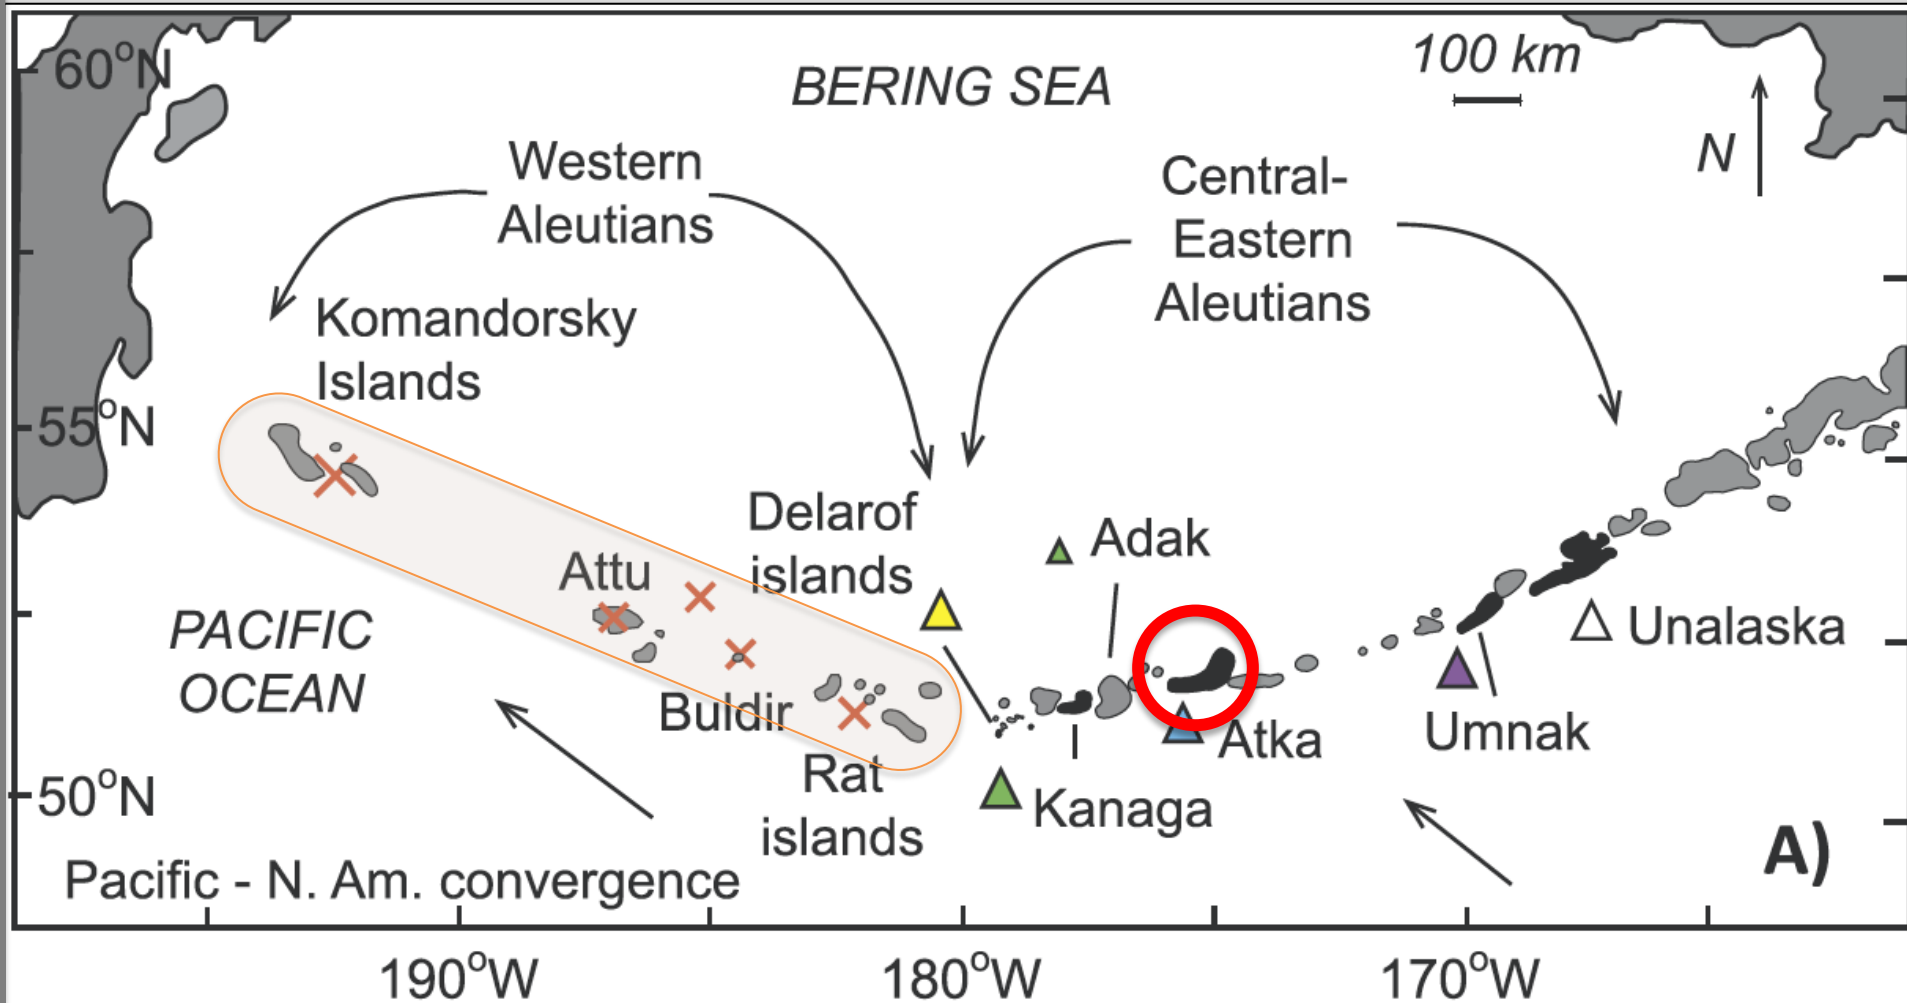 60°N
BERING SEA
100 km
N
Western
Aleutians
Central-
Eastern
Aleutians
Komandorsky
Islands
55°N
Delarof
islands
Adak
Attu
PACIFIC
OCEAN
Buldir
Unalaska
Atka
Umnak
Rat
islands
Kanaga
50°N
Pacific - N. Am. convergence
A)
190°W
180°W
170°W